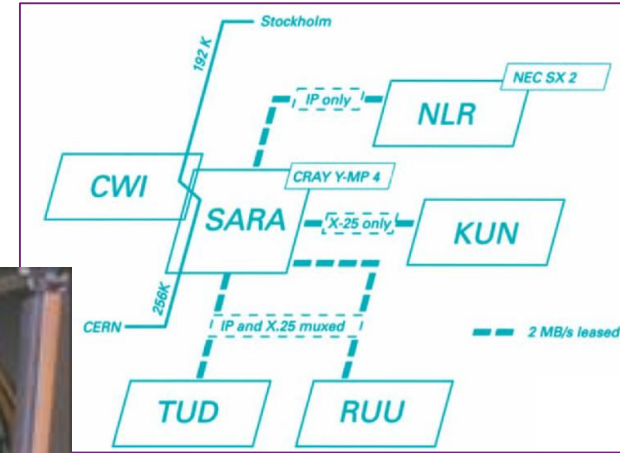 Stockholm
192 K
NEC SX 2
IP only
NLR
CWI
CRAY Y-MP 4
SARA
X-25 only
KUN
256K
CERN
IP and X.25 muxed
2 MB/s leased
TUD
RUU